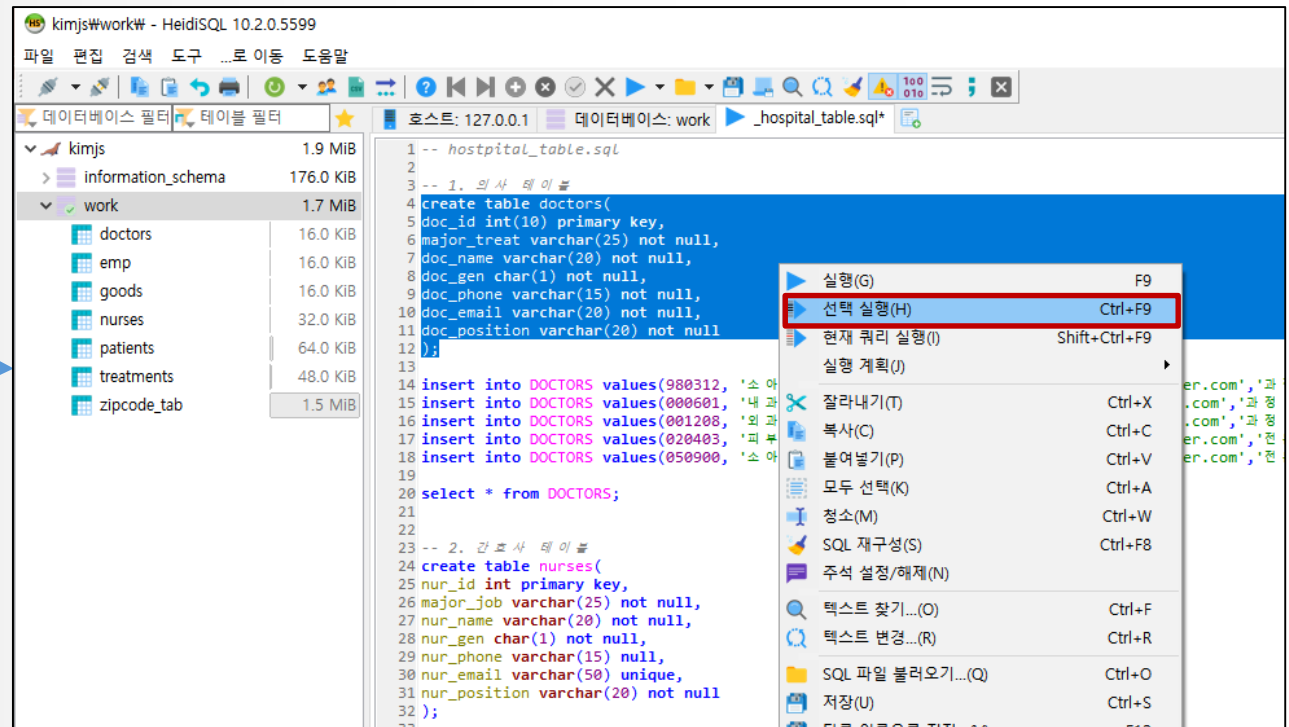 kimjs₩work₩ - HeidiSQL 10.2.0.5599
파일 편집 검색 도구 ...로 이동 도움말
데이터베이스 필터 테이블 필터
호스트: 127.0.0.1 데이터베이스: work _hospital_table.sql*
kimjs 1.9 MiB
information_schema 176.0 KiB
work 1.7 MiB
doctors 16.0 KiB
emp 16.0 KiB
goods 16.0 KiB
nurses 32.0 KiB
patients 64.0 KiB
treatments 48.0 KiB
zipcode_tab 1.5 MiB
1 -- hostpital_table.sql
2
3 -- 1. 의사 테이블
4 create table doctors(
5 doc_id int(10) primary key,
6 major_treat varchar(25) not null,
7 doc_name varchar(20) not null,
8 doc_gen char(1) not null,
9 doc_phone varchar(15) not null,
10 doc_email varchar(20) not null,
11 doc_position varchar(20) not null
12 );
13
14 insert into DOCTORS values(980312, '소아 er.com','과
15 insert into DOCTORS values(000601, '내과 .com','과정
16 insert into DOCTORS values(001208, '외과 .com','과정
17 insert into DOCTORS values(020403, '피부 er.com','전
18 insert into DOCTORS values(050900, '소아 er.com','전
19
20 select * from DOCTORS;
21
22
23 -- 2. 간호사 테이블
24 create table nurses(
25 nur_id int primary key,
26 major_job varchar(25) not null,
27 nur_name varchar(20) not null,
28 nur_gen char(1) not null,
29 nur_phone varchar(15) null,
30 nur_email varchar(50) unique,
31 nur_position varchar(20) not null
32 );
실행(G) F9
선택 실행(H) Ctrl+F9
현재 쿼리 실행(I) Shift+Ctrl+F9
실행 계획(J)
잘라내기(T) Ctrl+X
복사(C) Ctrl+C
붙여넣기(P) Ctrl+V
모두 선택(K) Ctrl+A
청소(M) Ctrl+W
SQL 재구성(S) Ctrl+F8
주석 설정/해제(N)
텍스트 찾기...(O) Ctrl+F
텍스트 변경...(R) Ctrl+R
SQL 파일 불러오기...(Q) Ctrl+O
저장(U) Ctrl+S